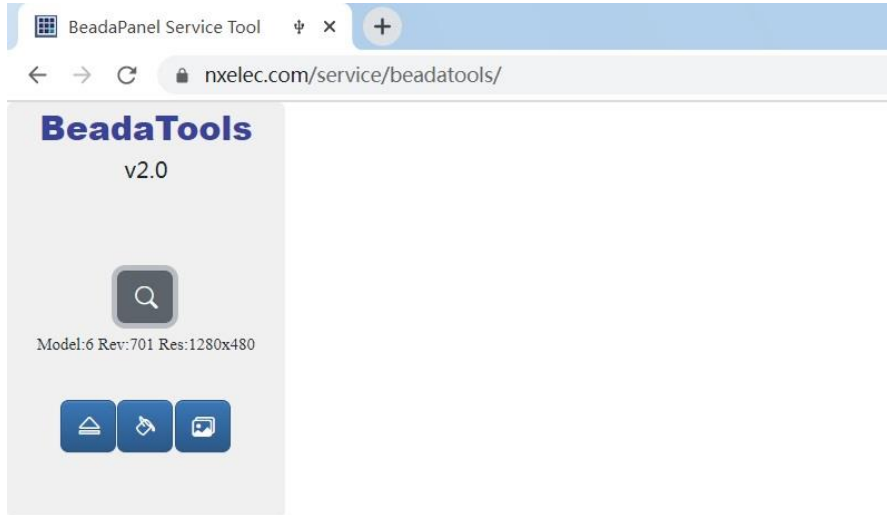 BeadaPanel Service Tool
nxelec.com/service/beadatools/
BeadaTools
v2.0
Model:6 Rev:701 Res:1280x480